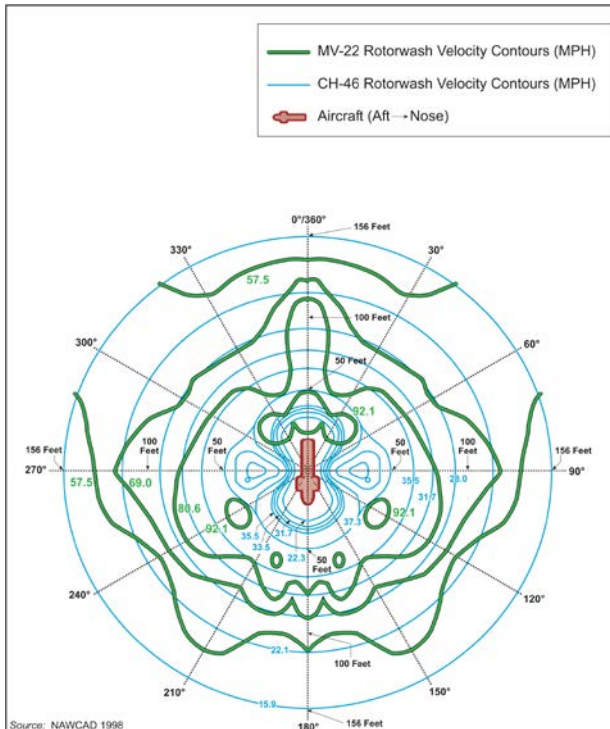 MV-22 Rotorwash Velocity Contours (MPH)
CH-46 Rotorwash Velocity Contours (MPH)
Aircraft (Aft → Nose)
0°/360°
156 Feet
330°
30°
57.5
100 Feet
300°
60°
50 Feet
92.1
156 Feet
100 Feet
50 Feet
50 Feet
100 Feet
156 Feet
270°
90°
57.5
69.0
35.5
28.0
31.7
80.6
92.1
92.1
37.3
35.5
33.5
31.7
22.3
50 Feet
240°
120°
22.1
100 Feet
210°
150°
15.9
156 Feet
180°
Source: NAWCAD 1998